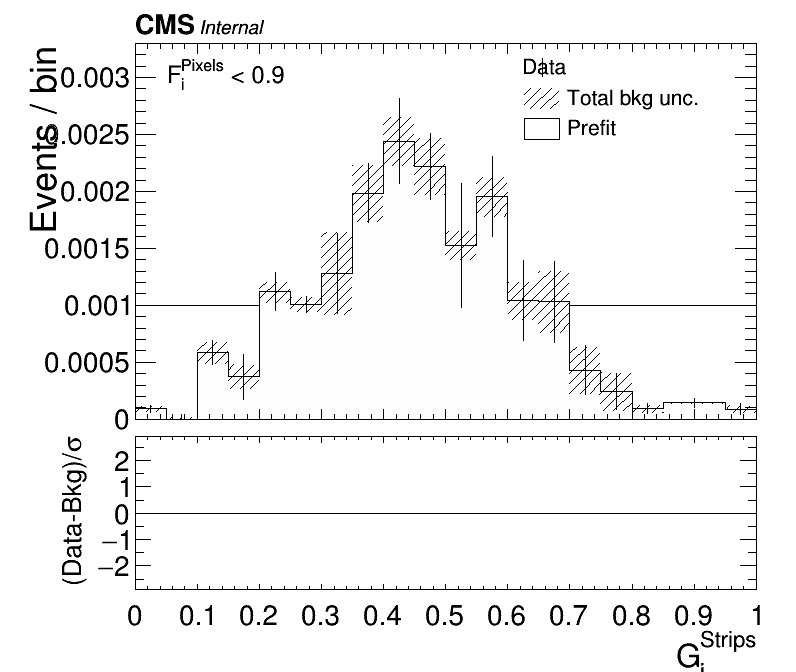 CMS Internal
F_i^Pixels < 0.9
Data
Total bkg unc.
Prefit
Events / bin
0.003
0.0025
0.002
0.0015
0.001
0.0005
0
(Data-Bkg)/σ
2
1
0
−1
−2
0 0.1 0.2 0.3 0.4 0.5 0.6 0.7 0.8 0.9 1
G_i^Strips